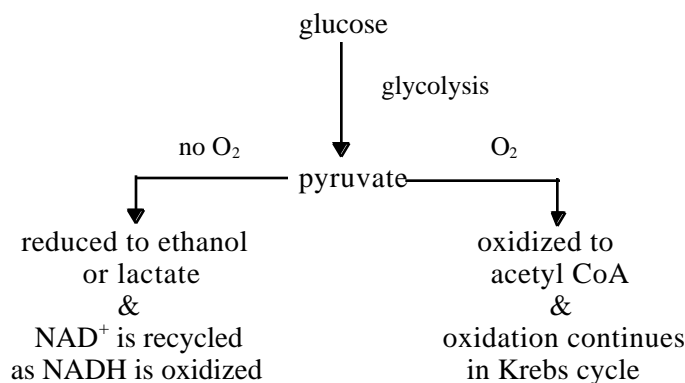 glucose
glycolysis
no O₂
O₂
pyruvate
reduced to ethanol
or lactate
&
NAD⁺ is recycled
as NADH is oxidized
oxidized to
acetyl CoA
&
oxidation continues
in Krebs cycle